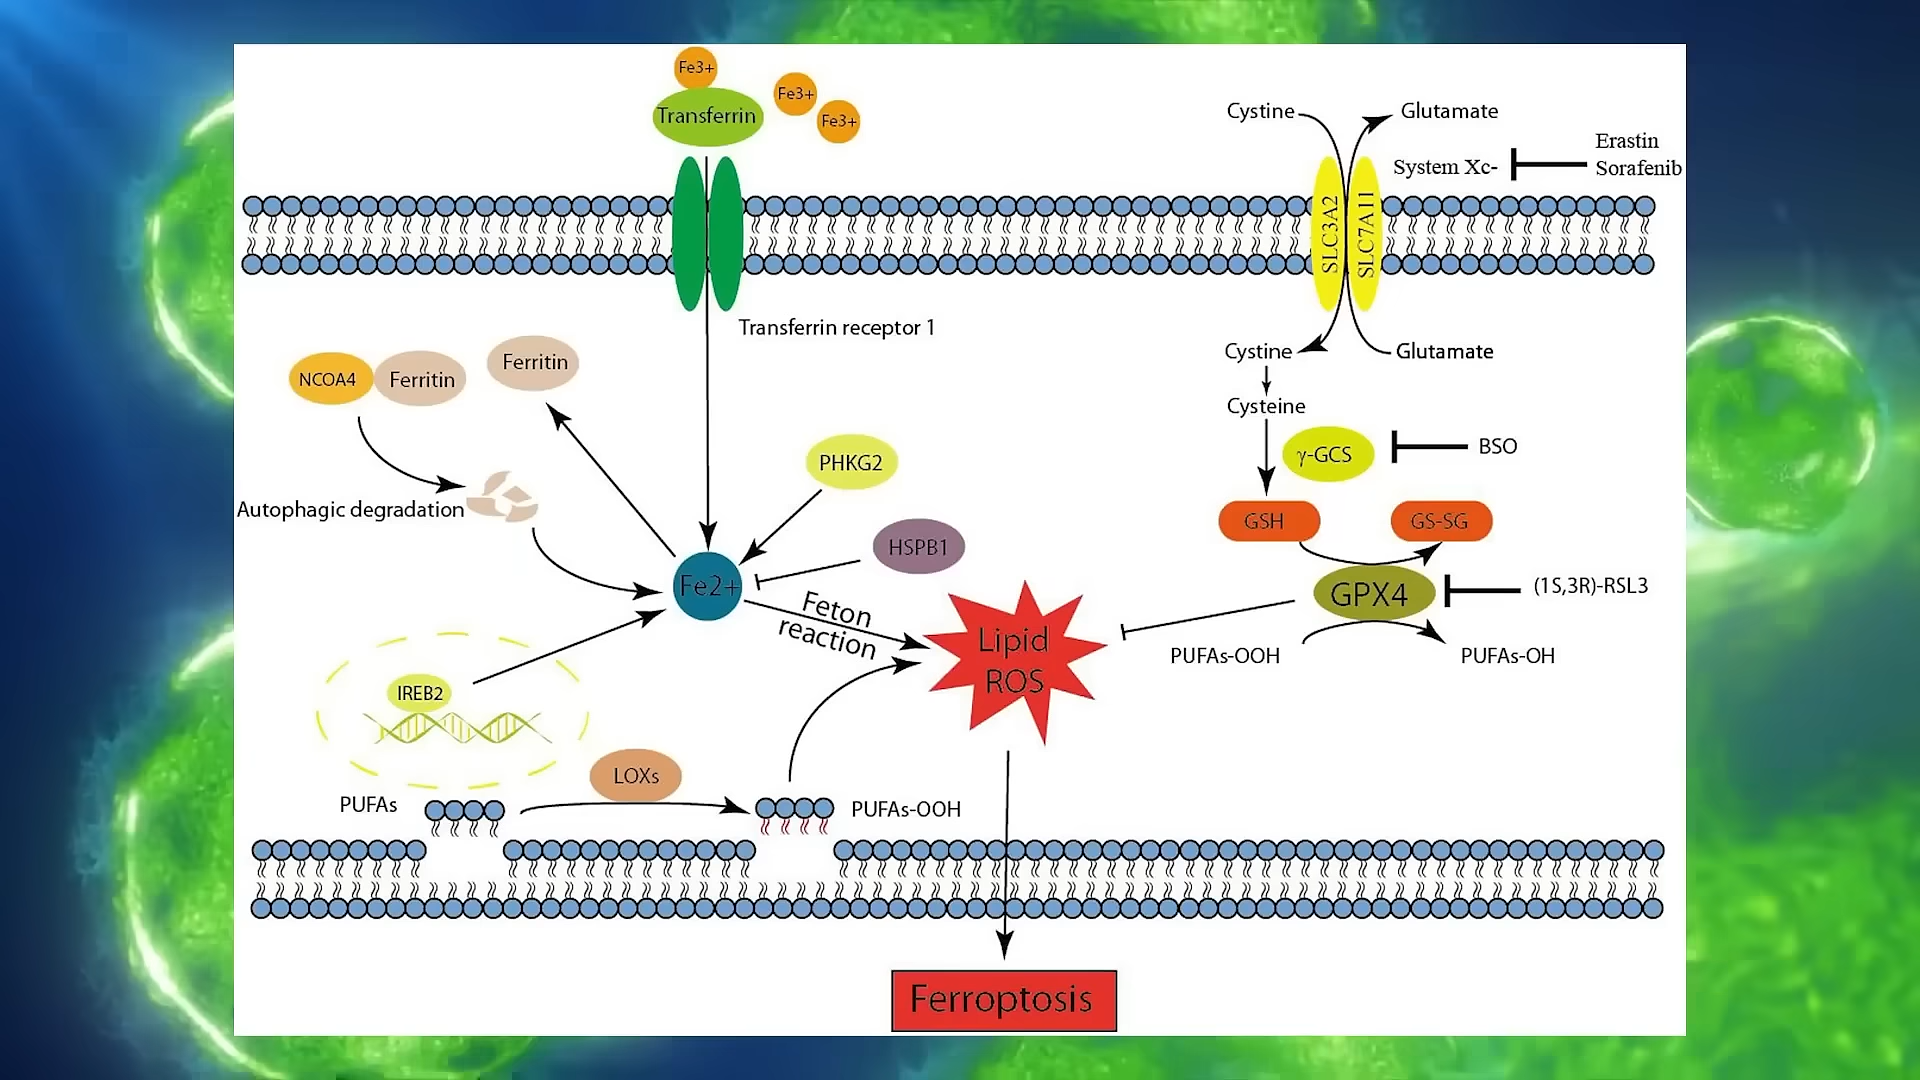 Fe3+
Transferrin
Fe3+
Fe3+
Cystine
Glutamate
System Xc-
Erastin
Sorafenib
SLC3A2
SLC7A11
Transferrin receptor 1
NCOA4
Ferritin
Ferritin
Cystine
Glutamate
Cysteine
γ-GCS
BSO
PHKG2
Autophagic degradation
GSH
GS-SG
HSPB1
Fe2+
Feton
reaction
GPX4
(1S,3R)-RSL3
Lipid
ROS
PUFAs-OOH
PUFAs-OH
IREB2
LOXs
PUFAs
PUFAs-OOH
Ferroptosis